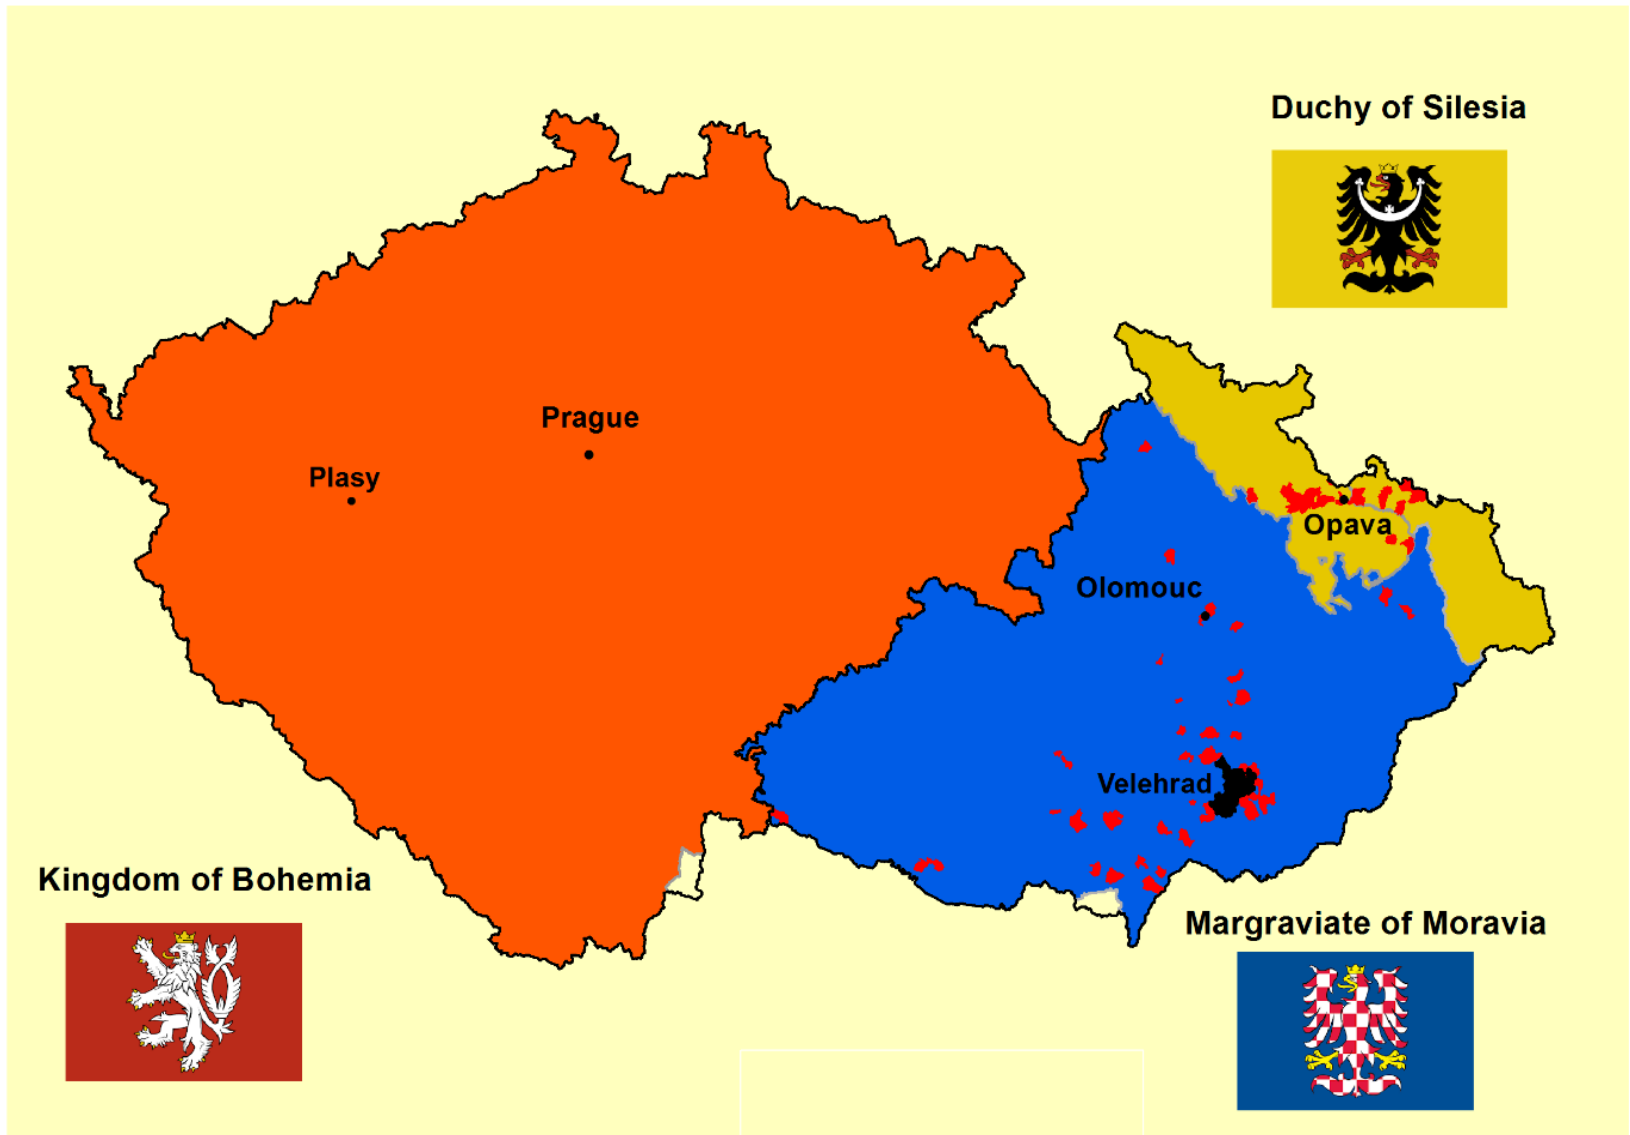 Duchy of Silesia
Prague
Plasy
Opava
Olomouc
Velehrad
Kingdom of Bohemia
Margraviate of Moravia